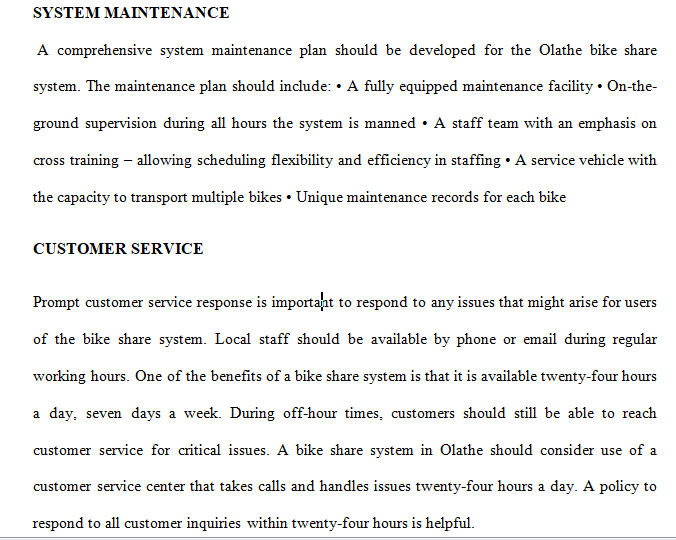 SYSTEM MAINTENANCE
A comprehensive system maintenance plan should be developed for the Olathe bike share
system. The maintenance plan should include: • A fully equipped maintenance facility • On-the-
ground supervision during all hours the system is manned • A staff team with an emphasis on
cross training – allowing scheduling flexibility and efficiency in staffing • A service vehicle with
the capacity to transport multiple bikes • Unique maintenance records for each bike
CUSTOMER SERVICE
Prompt customer service response is important to respond to any issues that might arise for users
of the bike share system. Local staff should be available by phone or email during regular
working hours. One of the benefits of a bike share system is that it is available twenty-four hours
a day, seven days a week. During off-hour times, customers should still be able to reach
customer service for critical issues. A bike share system in Olathe should consider use of a
customer service center that takes calls and handles issues twenty-four hours a day. A policy to
respond to all customer inquiries within twenty-four hours is helpful.